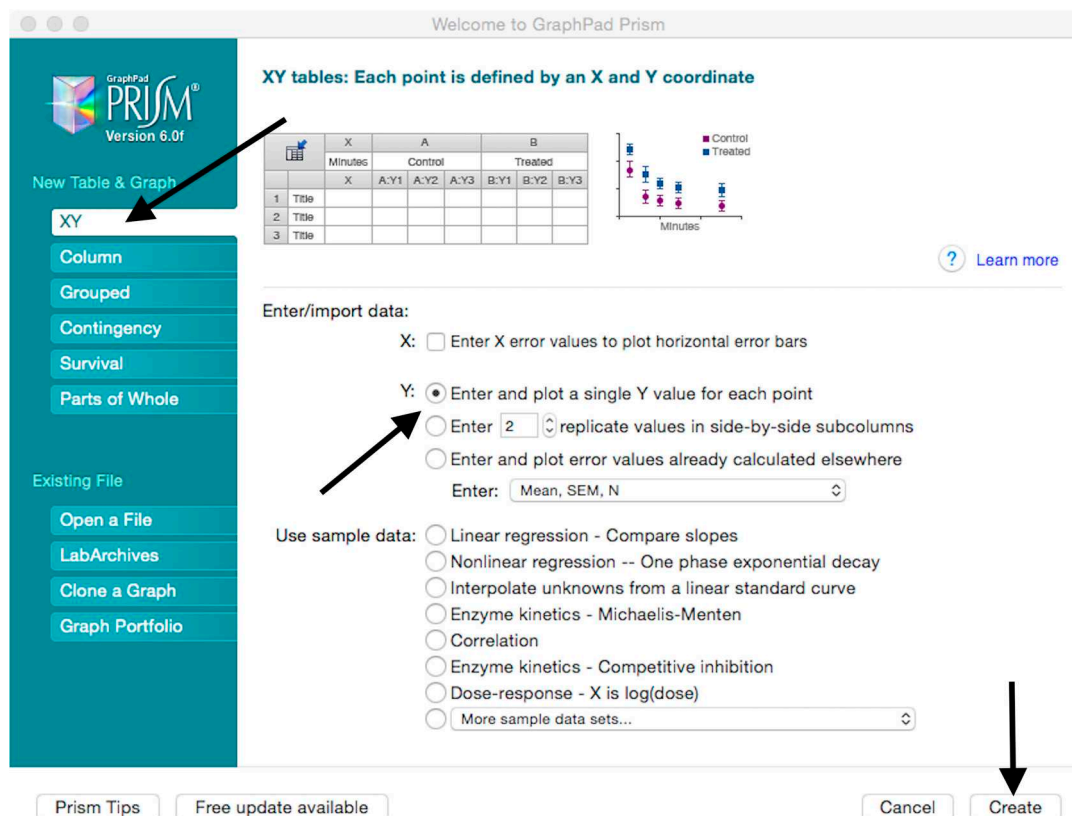 Welcome to GraphPad Prism
GraphPad
PRISM®
Version 6.0f
New Table & Graph
XY
Column
Grouped
Contingency
Survival
Parts of Whole
Existing File
Open a File
LabArchives
Clone a Graph
Graph Portfolio
XY tables: Each point is defined by an X and Y coordinate
X A B
Minutes Control Treated
X A:Y1 A:Y2 A:Y3 B:Y1 B:Y2 B:Y3
1 Title
2 Title
3 Title
Control
Treated
Minutes
? Learn more
Enter/import data:
X: Enter X error values to plot horizontal error bars
Y: Enter and plot a single Y value for each point
Enter 2 replicate values in side-by-side subcolumns
Enter and plot error values already calculated elsewhere
Enter: Mean, SEM, N
Use sample data: Linear regression - Compare slopes
Nonlinear regression -- One phase exponential decay
Interpolate unknowns from a linear standard curve
Enzyme kinetics - Michaelis-Menten
Correlation
Enzyme kinetics - Competitive inhibition
Dose-response - X is log(dose)
More sample data sets...
Prism Tips Free update available Cancel Create